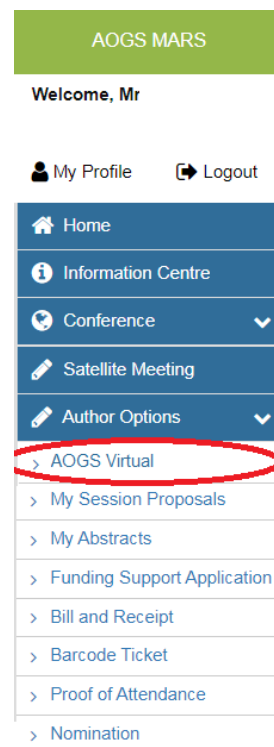 AOGS MARS
Welcome, Mr
My Profile Logout
Home
Information Centre
Conference
Satellite Meeting
Author Options
AOGS Virtual
My Session Proposals
My Abstracts
Funding Support Application
Bill and Receipt
Barcode Ticket
Proof of Attendance
Nomination